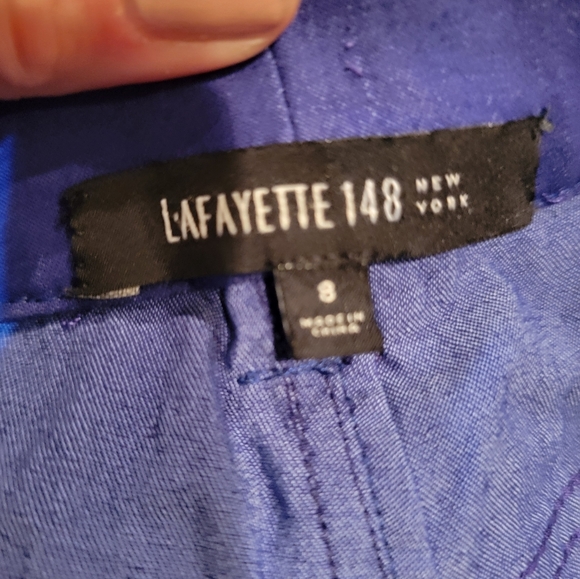 LAFAYETTE 148 NEW YORK
8
MADE IN
CHINA